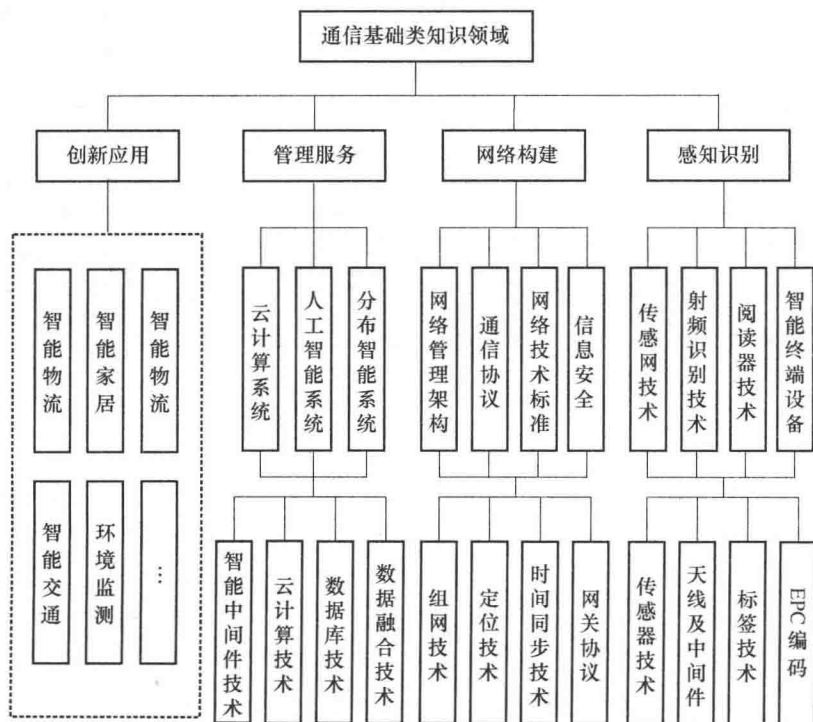 通信基础类知识领域
创新应用
管理服务
网络构建
感知识别
智能物流
智能家居
智能物流
云计算系统
人工智能系统
分布智能系统
网络管理架构
通信协议
网络技术标准
信息安全
传感网技术
射频识别技术
阅读器技术
智能终端设备
智能交通
环境监测
…
智能中间件技术
云计算技术
数据库技术
数据融合技术
组网技术
定位技术
时间同步技术
网关协议
传感器技术
天线及中间件
标签技术
EPC编码